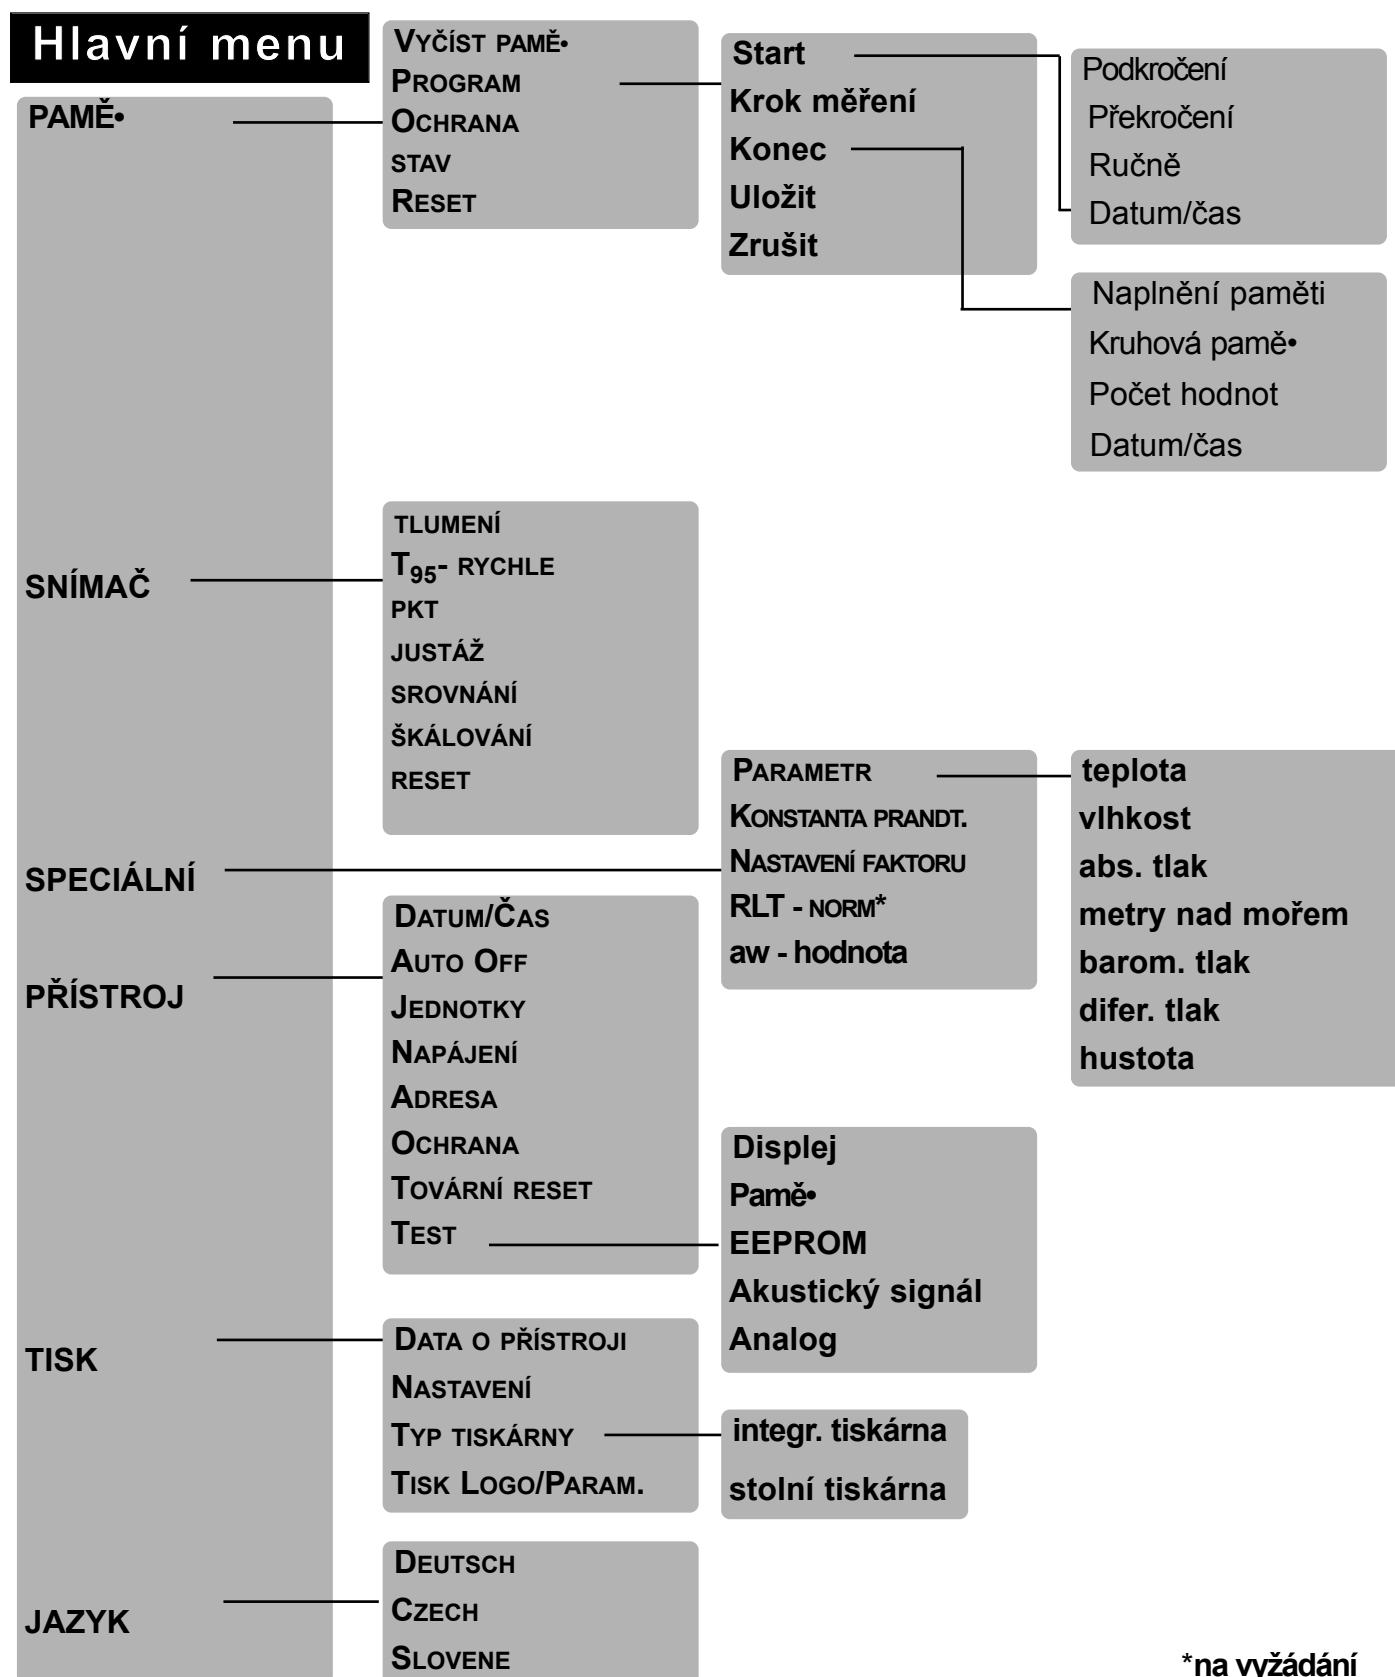 Hlavní menu
PAMĚ•
VYČÍST PAMĚ•
PROGRAM
OCHRANA
STAV
RESET
Start
Krok měření
Konec
Uložit
Zrušit
Podkročení
Překročení
Ručně
Datum/čas
Naplnění paměti
Kruhová pamě•
Počet hodnot
Datum/čas
SNÍMAČ
TLUMENÍ
T95- RYCHLE
PKT
JUSTÁŽ
SROVNÁNÍ
ŠKÁLOVÁNÍ
RESET
SPECIÁLNÍ
PARAMETR
KONSTANTA PRANDT.
NASTAVENÍ FAKTORU
RLT - NORM*
aw - hodnota
teplota
vlhkost
abs. tlak
metry nad mořem
barom. tlak
difer. tlak
hustota
PŘÍSTROJ
DATUM/ČAS
AUTO OFF
JEDNOTKY
NAPÁJENÍ
ADRESA
OCHRANA
TOVÁRNÍ RESET
TEST
Displej
Pamě•
EEPROM
Akustický signál
Analog
TISK
DATA O PŘÍSTROJI
NASTAVENÍ
TYP TISKÁRNY
TISK LOGO/PARAM.
integr. tiskárna
stolní tiskárna
JAZYK
DEUTSCH
CZECH
SLOVENE
*na vyžádání